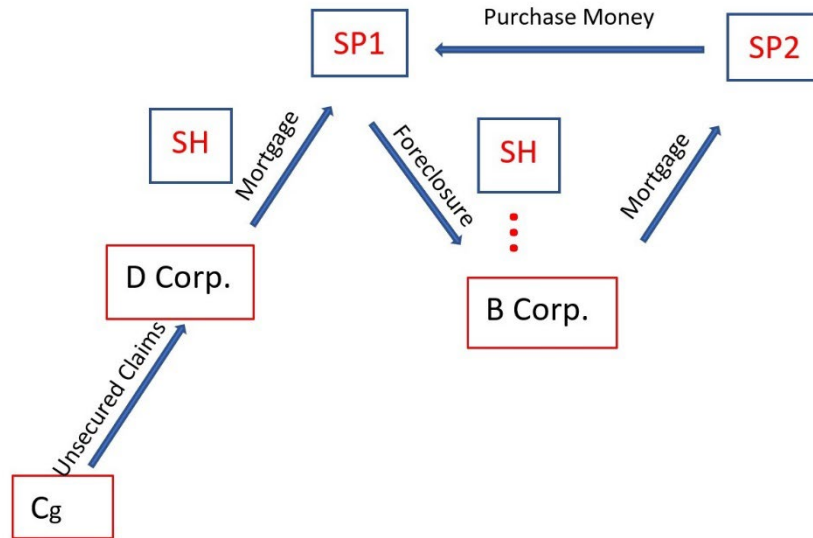 Purchase Money
SP1
SP2
SH
Mortgage
Foreclosure
SH
Mortgage
D Corp.
B Corp.
Unsecured Claims
Cg